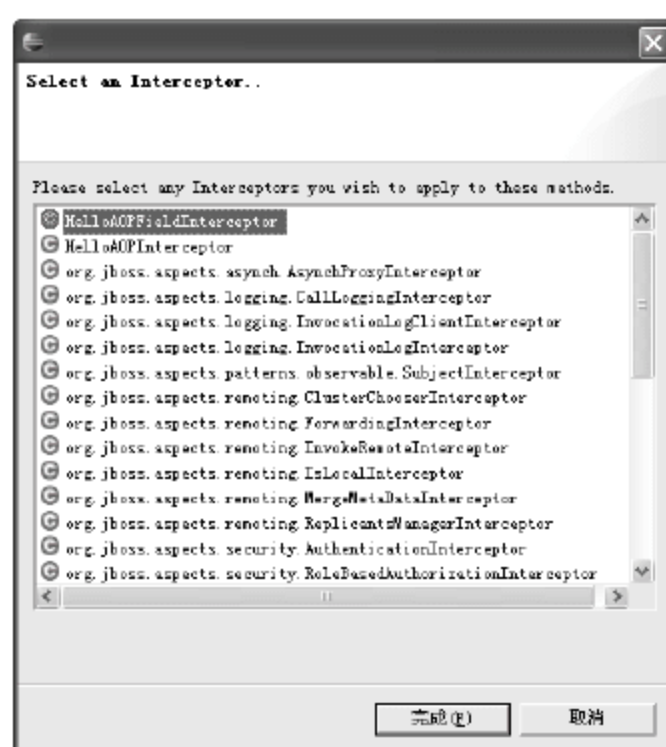 Select an Interceptor..
Please select any Interceptors you wish to apply to these methods.
HelloAOPFieldInterceptor
HelloAOPInterceptor
org.jboss.aspects.asynch.AsynchProxyInterceptor
org.jboss.aspects.logging.CallLoggingInterceptor
org.jboss.aspects.logging.InvocationLogClientInterceptor
org.jboss.aspects.logging.InvocationLogInterceptor
org.jboss.aspects.patterns.observable.SubjectInterceptor
org.jboss.aspects.remoting.ClusterChooserInterceptor
org.jboss.aspects.remoting.ForwardingInterceptor
org.jboss.aspects.remoting.InvokeRemoteInterceptor
org.jboss.aspects.remoting.IsLocalInterceptor
org.jboss.aspects.remoting.MergeMetaDataInterceptor
org.jboss.aspects.remoting.ReplicantsManagerInterceptor
org.jboss.aspects.security.AuthenticationInterceptor
org.jboss.aspects.security.RoleBasedAuthorizationInterceptor
完成(F) 取消